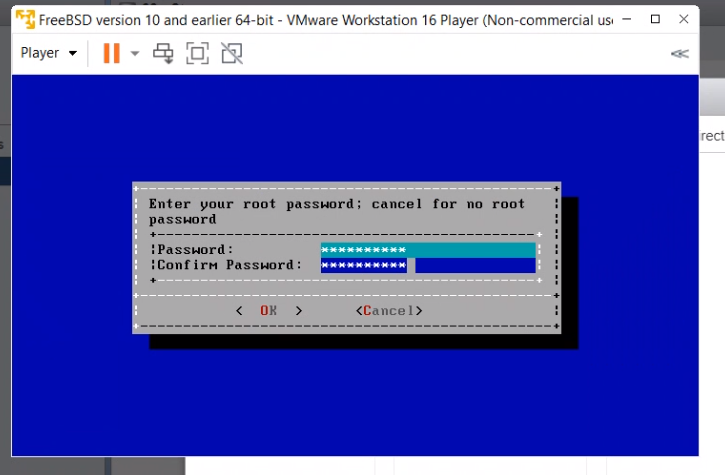 FreeBSD version 10 and earlier 64-bit - VMware Workstation 16 Player (Non-commercial us
Player
rect
Enter your root password; cancel for no root
password
Password: **********
Confirm Password: **********
< OK > <Cancel>